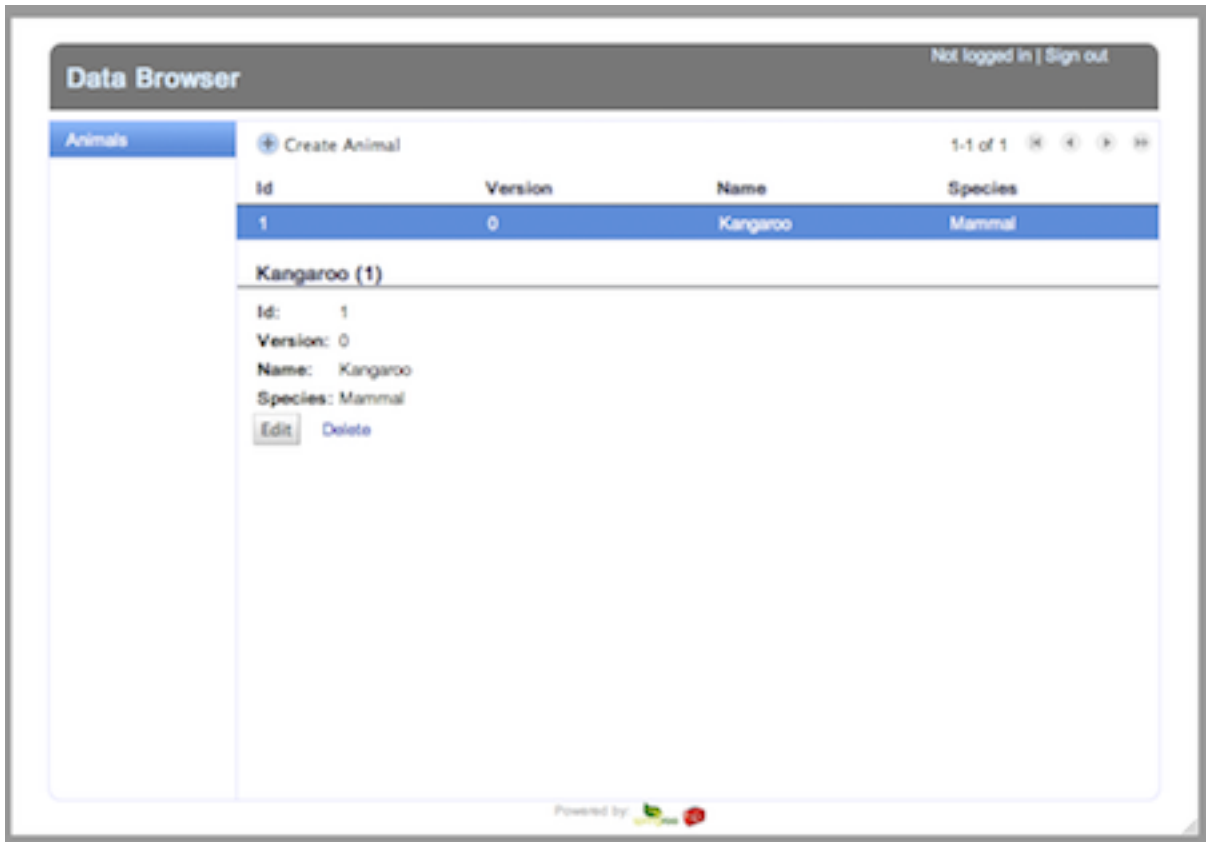 Not logged in | Sign out
Data Browser
Animals
Create Animal
1-1 of 1
Id Version Name Species
1 0 Kangaroo Mammal
Kangaroo (1)
Id: 1
Version: 0
Name: Kangaroo
Species: Mammal
Edit Delete
Powered by: